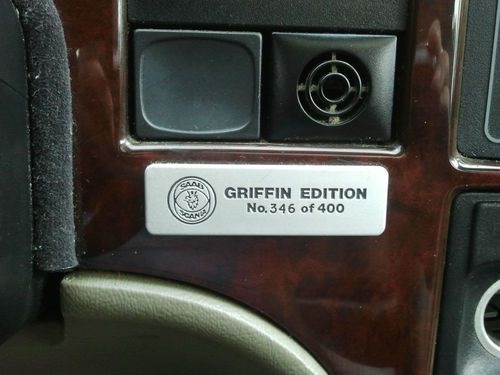 SAAB
SCANIA
GRIFFIN EDITION
No.346 of 400